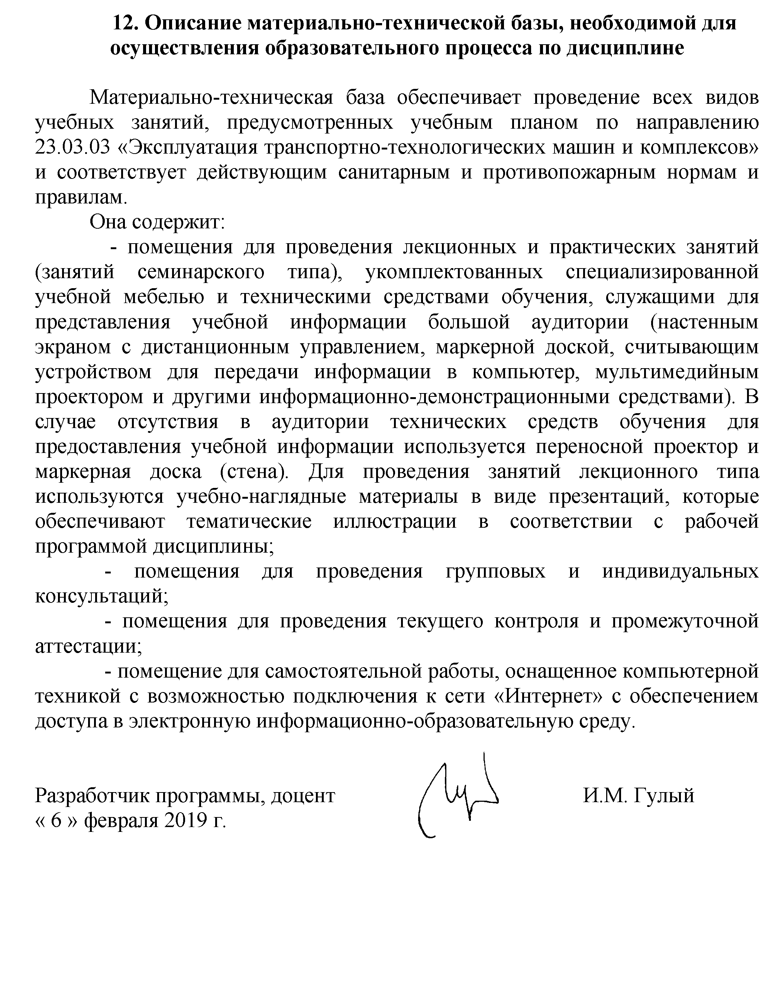 12. Описание материально-технической базы, необходимой для
осуществления образовательного процесса по дисциплине
Материально-техническая база обеспечивает проведение всех видов
учебных занятий, предусмотренных учебным планом по направлению
23.03.03 «Эксплуатация транспортно-технологических машин и комплексов»
и соответствует действующим санитарным и противопожарным нормам и
правилам.
Она содержит:
- помещения для проведения лекционных и практических занятий
(занятий семинарского типа), укомплектованных специализированной
учебной мебелью и техническими средствами обучения, служащими для
представления учебной информации большой аудитории (настенным
экраном с дистанционным управлением, маркерной доской, считывающим
устройством для передачи информации в компьютер, мультимедийным
проектором и другими информационно-демонстрационными средствами). В
случае отсутствия в аудитории технических средств обучения для
предоставления учебной информации используется переносной проектор и
маркерная доска (стена). Для проведения занятий лекционного типа
используются учебно-наглядные материалы в виде презентаций, которые
обеспечивают тематические иллюстрации в соответствии с рабочей
программой дисциплины;
- помещения для проведения групповых и индивидуальных
консультаций;
- помещения для проведения текущего контроля и промежуточной
аттестации;
- помещение для самостоятельной работы, оснащенное компьютерной
техникой с возможностью подключения к сети «Интернет» с обеспечением
доступа в электронную информационно-образовательную среду.
Разработчик программы, доцент И.М. Гулый
« 6 » февраля 2019 г.